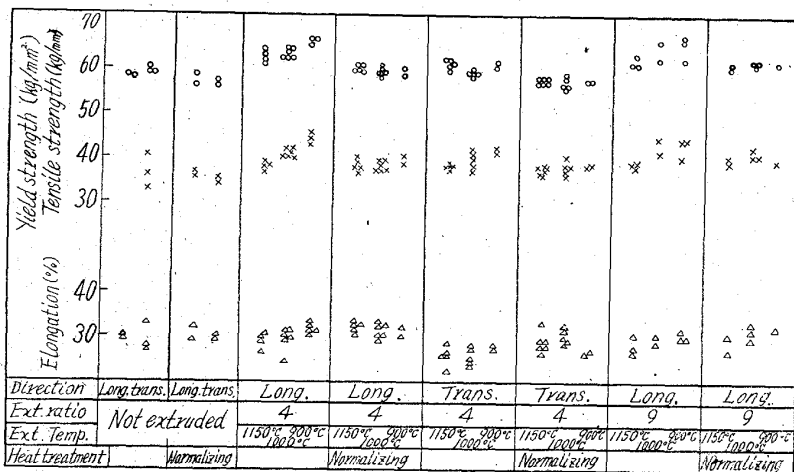 Yield strength (kg/mm²)
Tensile strength (kg/mm²)
Elongation (%)
70
60
50
40
30
40
30
Direction Long. trans. Long. trans. Long. Long. Trans. Trans. Long. Long.
Ext. ratio Not extruded 4 4 4 4 9 9
Ext. Temp. 1150°C 900°C 1150°C 900°C 1150°C 900°C 1150°C 900°C 1150°C 900°C 1150°C 900°C
1000°C 1000°C 1000°C 1000°C 1000°C 1000°C
Heat treatment Normalizing Normalizing Normalizing Normalizing